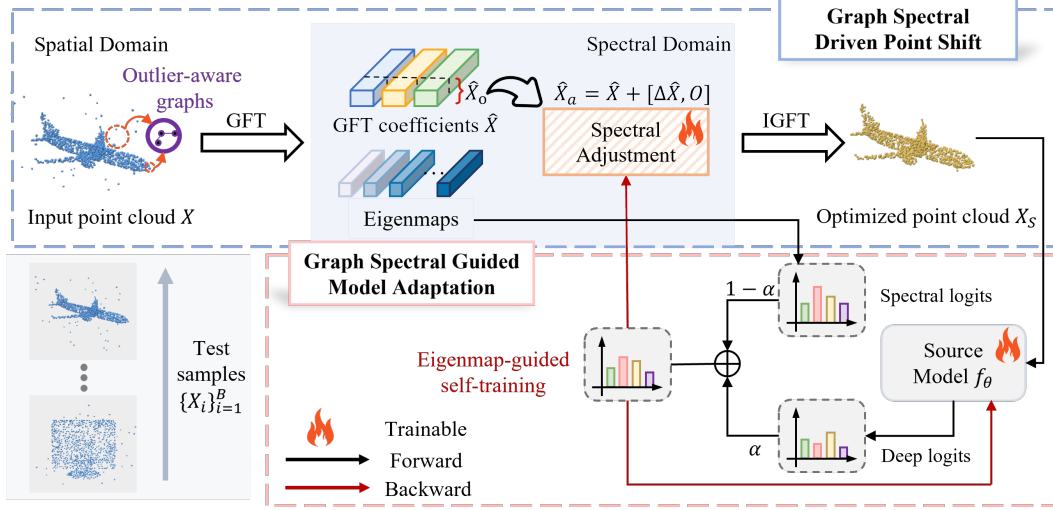 Graph Spectral
Driven Point Shift
Spatial Domain
Outlier-aware
graphs
GFT
Input point cloud X
Spectral Domain
X̂ₒ
X̂ₐ = X̂ + [ΔX̂, O]
GFT coefficients X̂
Spectral
Adjustment
Eigenmaps
IGFT
Optimized point cloud X_S
Graph Spectral Guided
Model Adaptation
Test
samples
{X_i}_{i=1}^B
1 − α
Spectral logits
Eigenmap-guided
self-training
Source
Model f_θ
α
Deep logits
Trainable
Forward
Backward